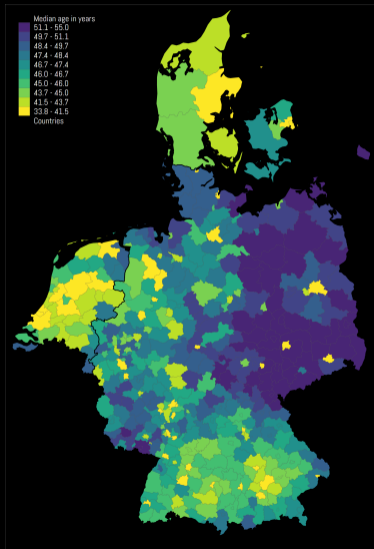 Median age in years
51.1 - 55.0
49.7 - 51.1
48.4 - 49.7
47.4 - 48.4
46.7 - 47.4
46.0 - 46.7
45.0 - 46.0
43.7 - 45.0
41.5 - 43.7
33.8 - 41.5
Countries